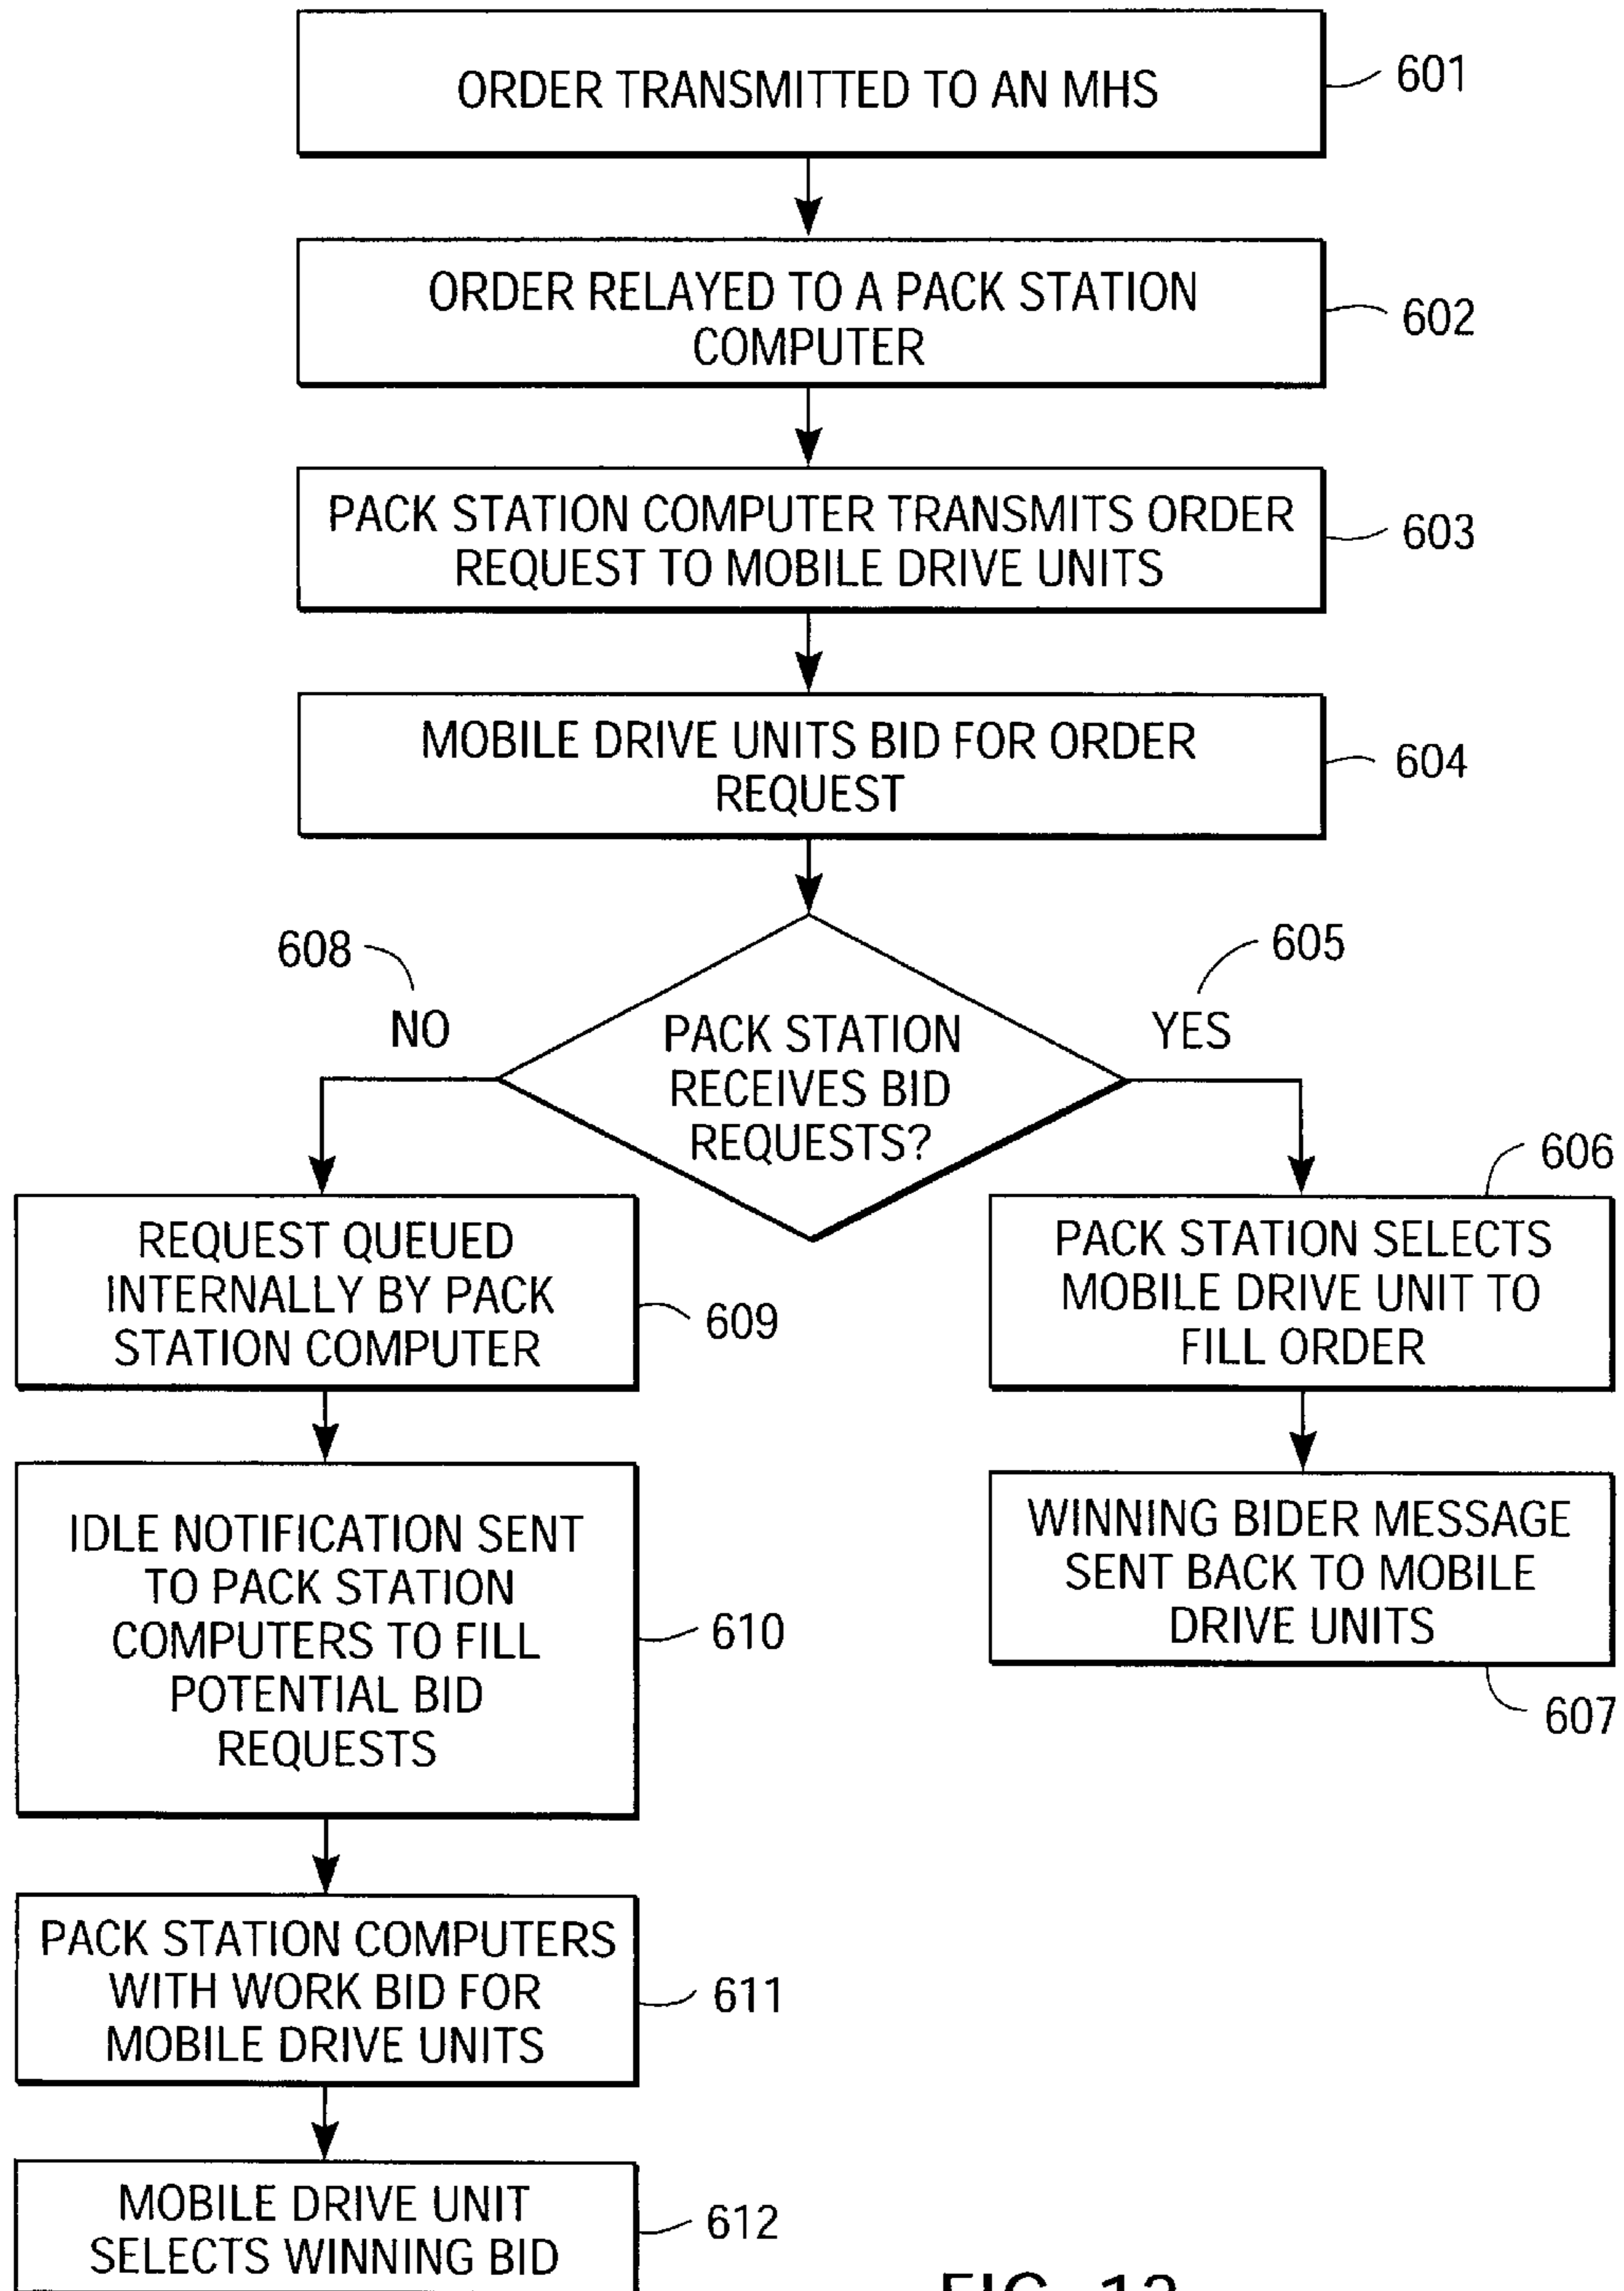 ORDER TRANSMITTED TO AN MHS
601
ORDER RELAYED TO A PACK STATION
COMPUTER
602
PACK STATION COMPUTER TRANSMITS ORDER
REQUEST TO MOBILE DRIVE UNITS
603
MOBILE DRIVE UNITS BID FOR ORDER
REQUEST
604
608
NO
PACK STATION
RECEIVES BID
REQUESTS?
605
YES
REQUEST QUEUED
INTERNALLY BY PACK
STATION COMPUTER
609
606
PACK STATION SELECTS
MOBILE DRIVE UNIT TO
FILL ORDER
IDLE NOTIFICATION SENT
TO PACK STATION
COMPUTERS TO FILL
POTENTIAL BID
REQUESTS
610
WINNING BIDER MESSAGE
SENT BACK TO MOBILE
DRIVE UNITS
607
PACK STATION COMPUTERS
WITH WORK BID FOR
MOBILE DRIVE UNITS
611
MOBILE DRIVE UNIT
SELECTS WINNING BID
612
FIG.